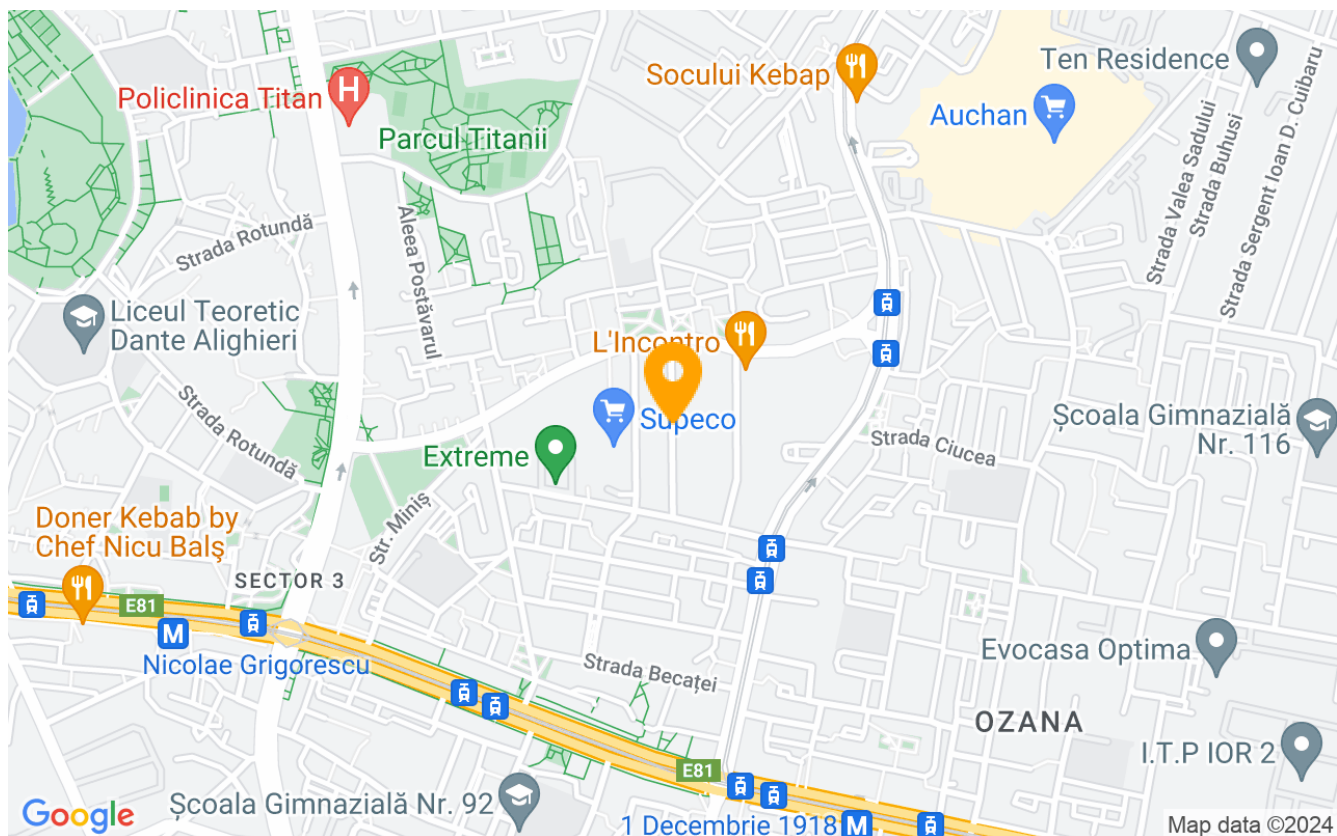 Ten Residence
Socului Kebap
Policlinica Titan
H
Auchan
Parcul Titanii
Strada Valea Sadului
Strada Buhusi
Strada Sergent Ioan D. Cuibaru
Strada Rotundă
Aleea Postăvarul
Liceul Teoretic
Dante Alighieri
L'Incontro
Supeco
Strada Rotundă
Extreme
Strada Ciucea
Școala Gimnazială
Nr. 116
Str. Miniș
Doner Kebab by
Chef Nicu Balş
SECTOR 3
E81
M
Nicolae Grigorescu
Strada Becaței
Evocasa Optima
OZANA
I.T.P IOR 2
E81
Școala Gimnazială Nr. 92
1 Decembrie 1918
M
Google
Map data ©2024